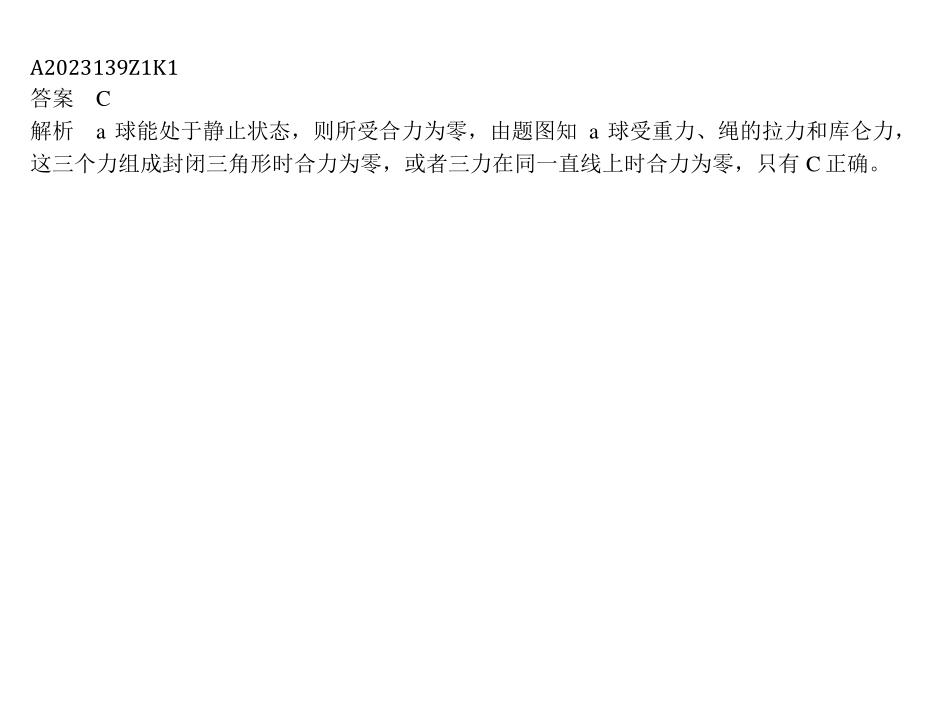 A2023139Z1K1
答案 C
解析 a 球能处于静止状态，则所受合力为零，由题图知 a 球受重力、绳的拉力和库仑力，
这三个力组成封闭三角形时合力为零，或者三力在同一直线上时合力为零，只有 C 正确。